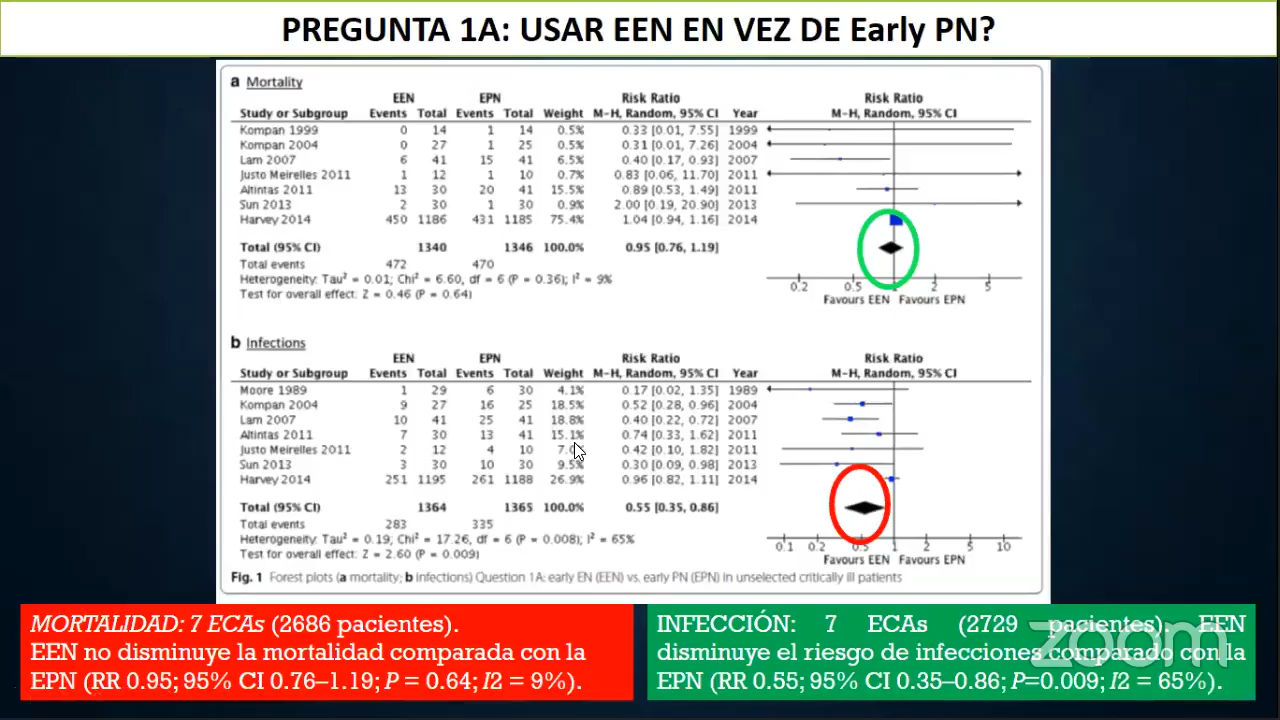 PREGUNTA 1A: USAR EEN EN VEZ DE Early PN?
a Mortality
EEN EPN Risk Ratio Risk Ratio
Study or Subgroup Events Total Events Total Weight M-H, Random, 95% CI Year M-H, Random, 95% CI
Kompan 1999 0 14 1 14 0.5% 0.33 [0.01, 7.55] 1999
Kompan 2004 0 27 1 25 0.5% 0.31 [0.01, 7.26] 2004
Lam 2007 6 41 15 41 6.5% 0.40 [0.17, 0.93] 2007
Justo Meirelles 2011 1 12 1 10 0.7% 0.83 [0.06, 11.70] 2011
Altintas 2011 13 30 20 41 15.5% 0.89 [0.53, 1.49] 2011
Sun 2013 2 30 1 30 0.9% 2.00 [0.19, 20.90] 2013
Harvey 2014 450 1186 431 1185 75.4% 1.04 [0.94, 1.16] 2014
Total (95% CI) 1340 1346 100.0% 0.95 [0.76, 1.19]
Total events 472 470
Heterogeneity: Tau² = 0.01; Chi² = 6.60, df = 6 (P = 0.36); I² = 9%
Test for overall effect: Z = 0.46 (P = 0.64)
0.2 0.5 1 2 5
Favours EEN Favours EPN
b Infections
EEN EPN Risk Ratio Risk Ratio
Study or Subgroup Events Total Events Total Weight M-H, Random, 95% CI Year M-H, Random, 95% CI
Moore 1989 1 29 6 30 4.1% 0.17 [0.02, 1.35] 1989
Kompan 2004 9 27 16 25 18.5% 0.52 [0.28, 0.96] 2004
Lam 2007 10 41 25 41 18.8% 0.40 [0.22, 0.72] 2007
Altintas 2011 7 30 13 41 15.1% 0.74 [0.33, 1.62] 2011
Justo Meirelles 2011 2 12 4 10 0.42 [0.10, 1.82] 2011
Sun 2013 3 30 10 30 9.5% 0.30 [0.09, 0.98] 2013
Harvey 2014 251 1195 261 1188 26.9% 0.96 [0.82, 1.11] 2014
Total (95% CI) 1364 1365 100.0% 0.55 [0.35, 0.86]
Total events 283 335
Heterogeneity: Tau² = 0.19; Chi² = 17.26, df = 6 (P = 0.008); I² = 65%
Test for overall effect: Z = 2.60 (P = 0.009)
0.1 0.2 0.5 1 2 5 10
Favours EEN Favours EPN
Fig. 1 Forest plots (a mortality; b infections) Question 1A: early EN (EEN) vs. early PN (EPN) in unselected critically ill patients
MORTALIDAD: 7 ECAs (2686 pacientes).
EEN no disminuye la mortalidad comparada con la
EPN (RR 0.95; 95% CI 0.76–1.19; P = 0.64; I2 = 9%).
INFECCIÓN: 7 ECAs (2729 pacientes). EEN
disminuye el riesgo de infecciones comparado con la
EPN (RR 0.55; 95% CI 0.35–0.86; P=0.009; I2 = 65%).
zoom